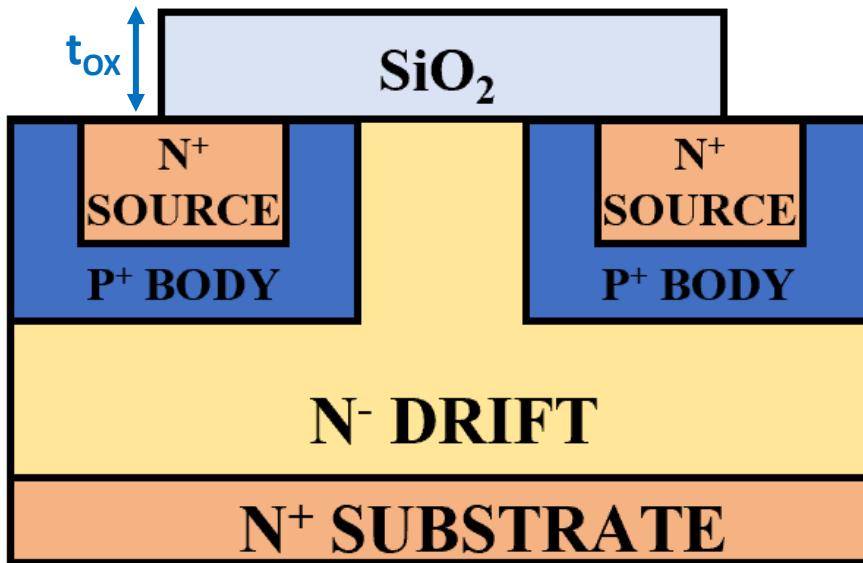 tOX
SiO2
N+
SOURCE
N+
SOURCE
P+ BODY
P+ BODY
N- DRIFT
N+ SUBSTRATE